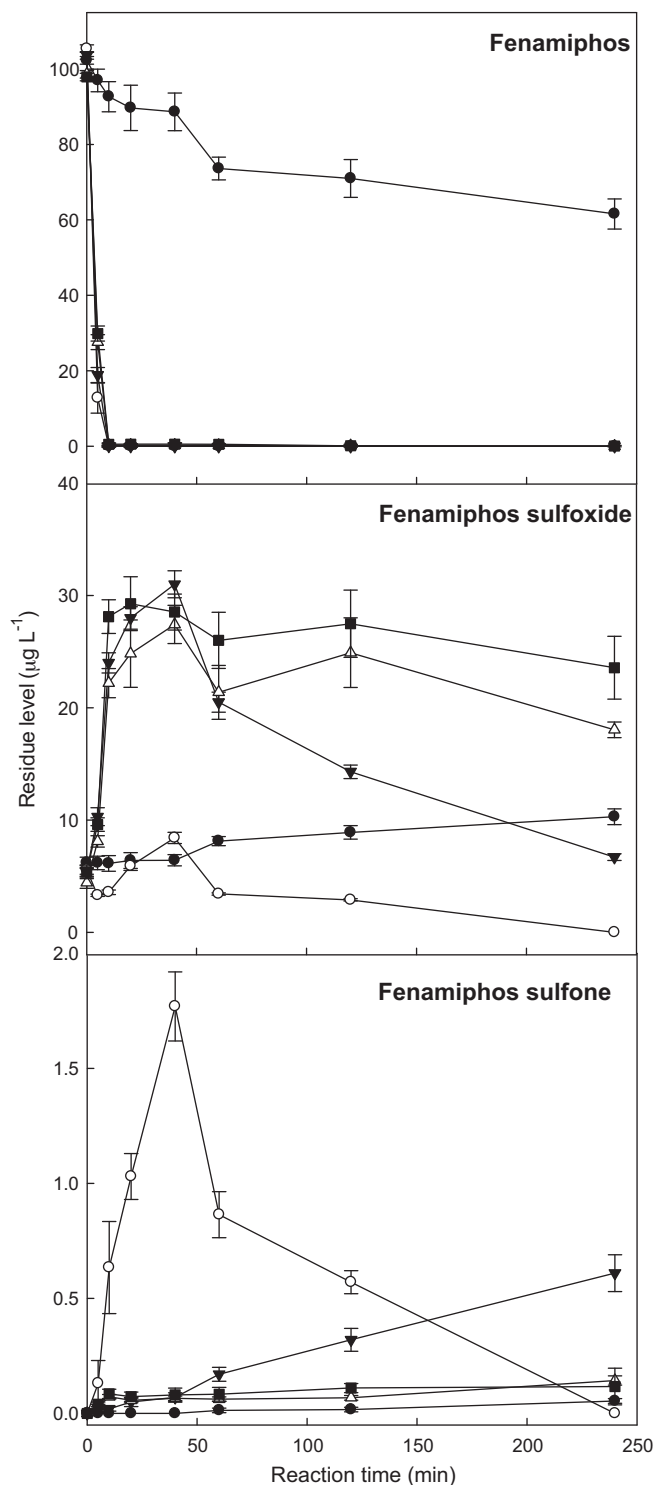 Fenamiphos
100
80
60
40
20
0
Fenamiphos sulfoxide
40
30
20
10
0
Residue level (µg L⁻¹)
Fenamiphos sulfone
2.0
1.5
1.0
0.5
0.0
0 50 100 150 200 250
Reaction time (min)